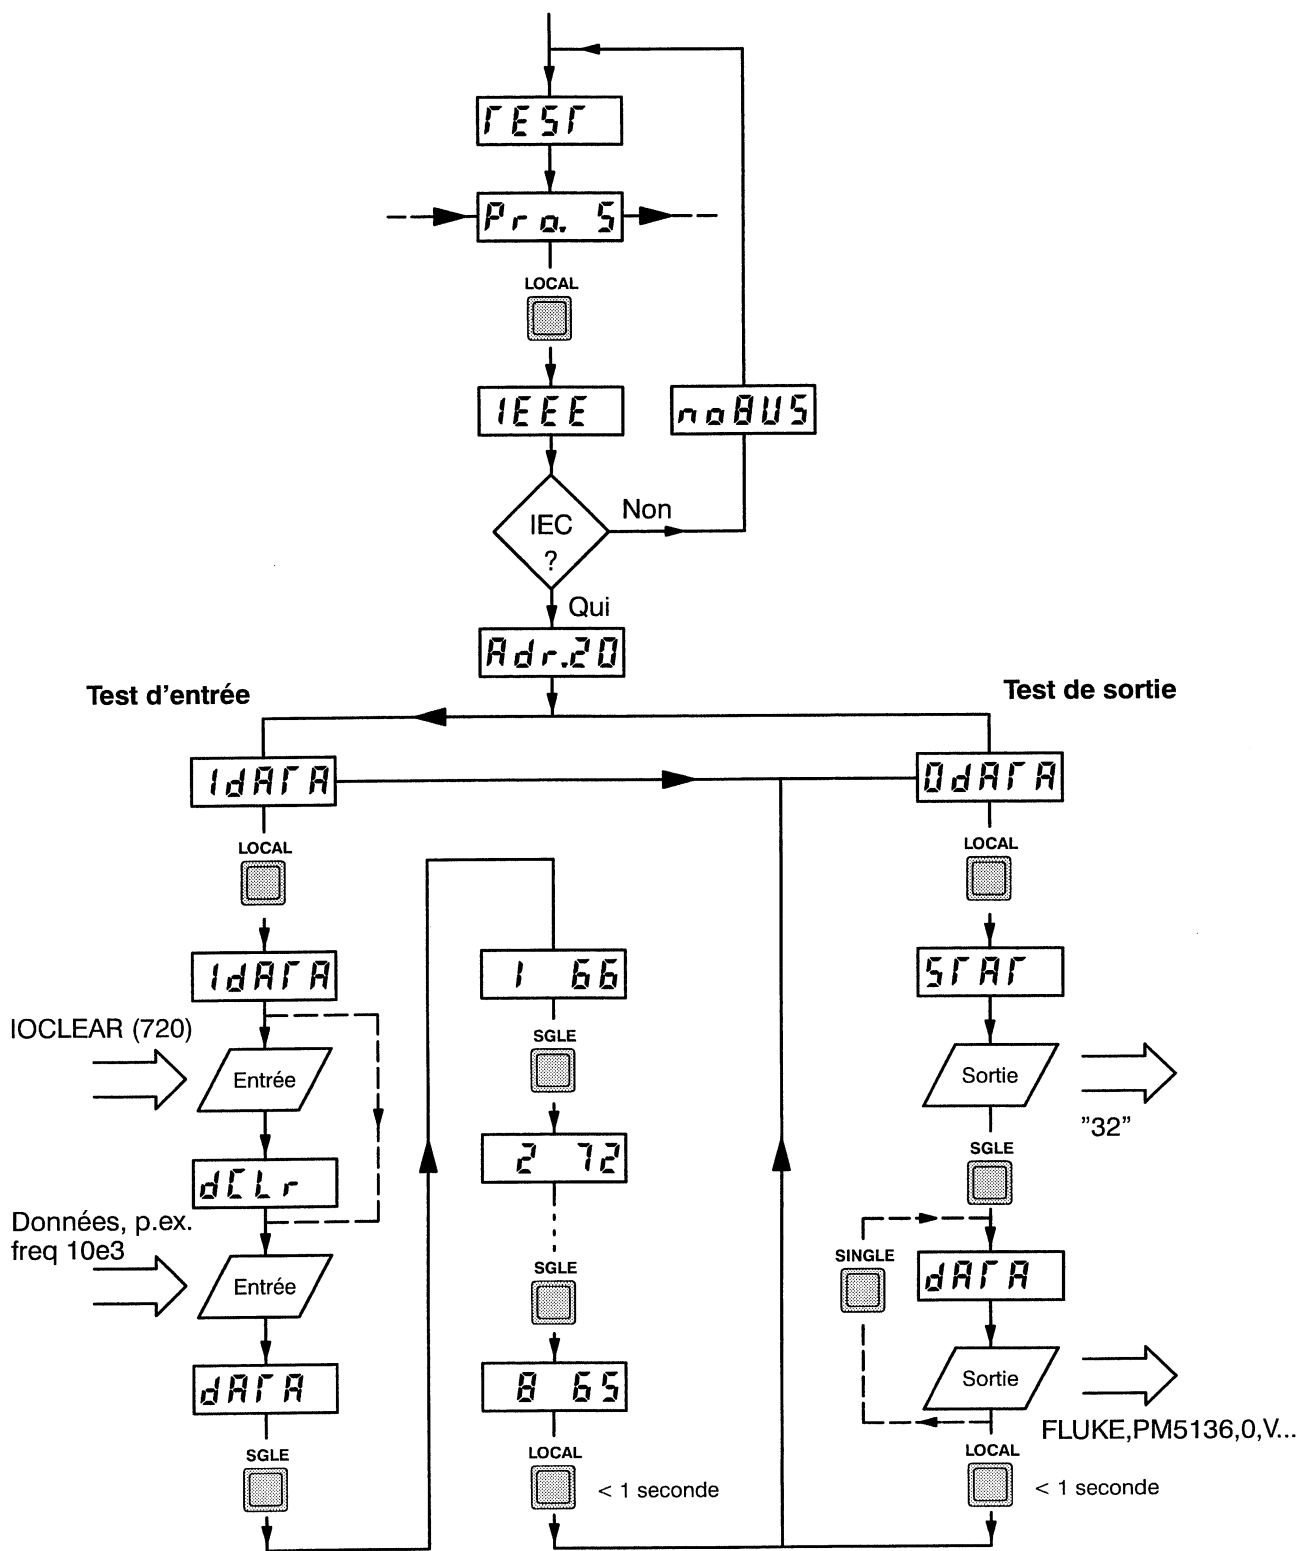 TEST
Pro. 5
LOCAL
IEEE
noBUS
IEC
?
Non
Qui
Adr.20
Test d'entrée
Test de sortie
IdATA
OdATA
LOCAL
LOCAL
IdATA
1 66
STAT
IOCLEAR (720)
SGLE
Entrée
Sortie
"32"
2 72
SGLE
dCLr
Données, p.ex.
freq 10e3
Entrée
SGLE
SINGLE
dATA
dATA
8 65
Sortie
FLUKE,PM5136,0,V...
SGLE
LOCAL
< 1 seconde
LOCAL
< 1 seconde